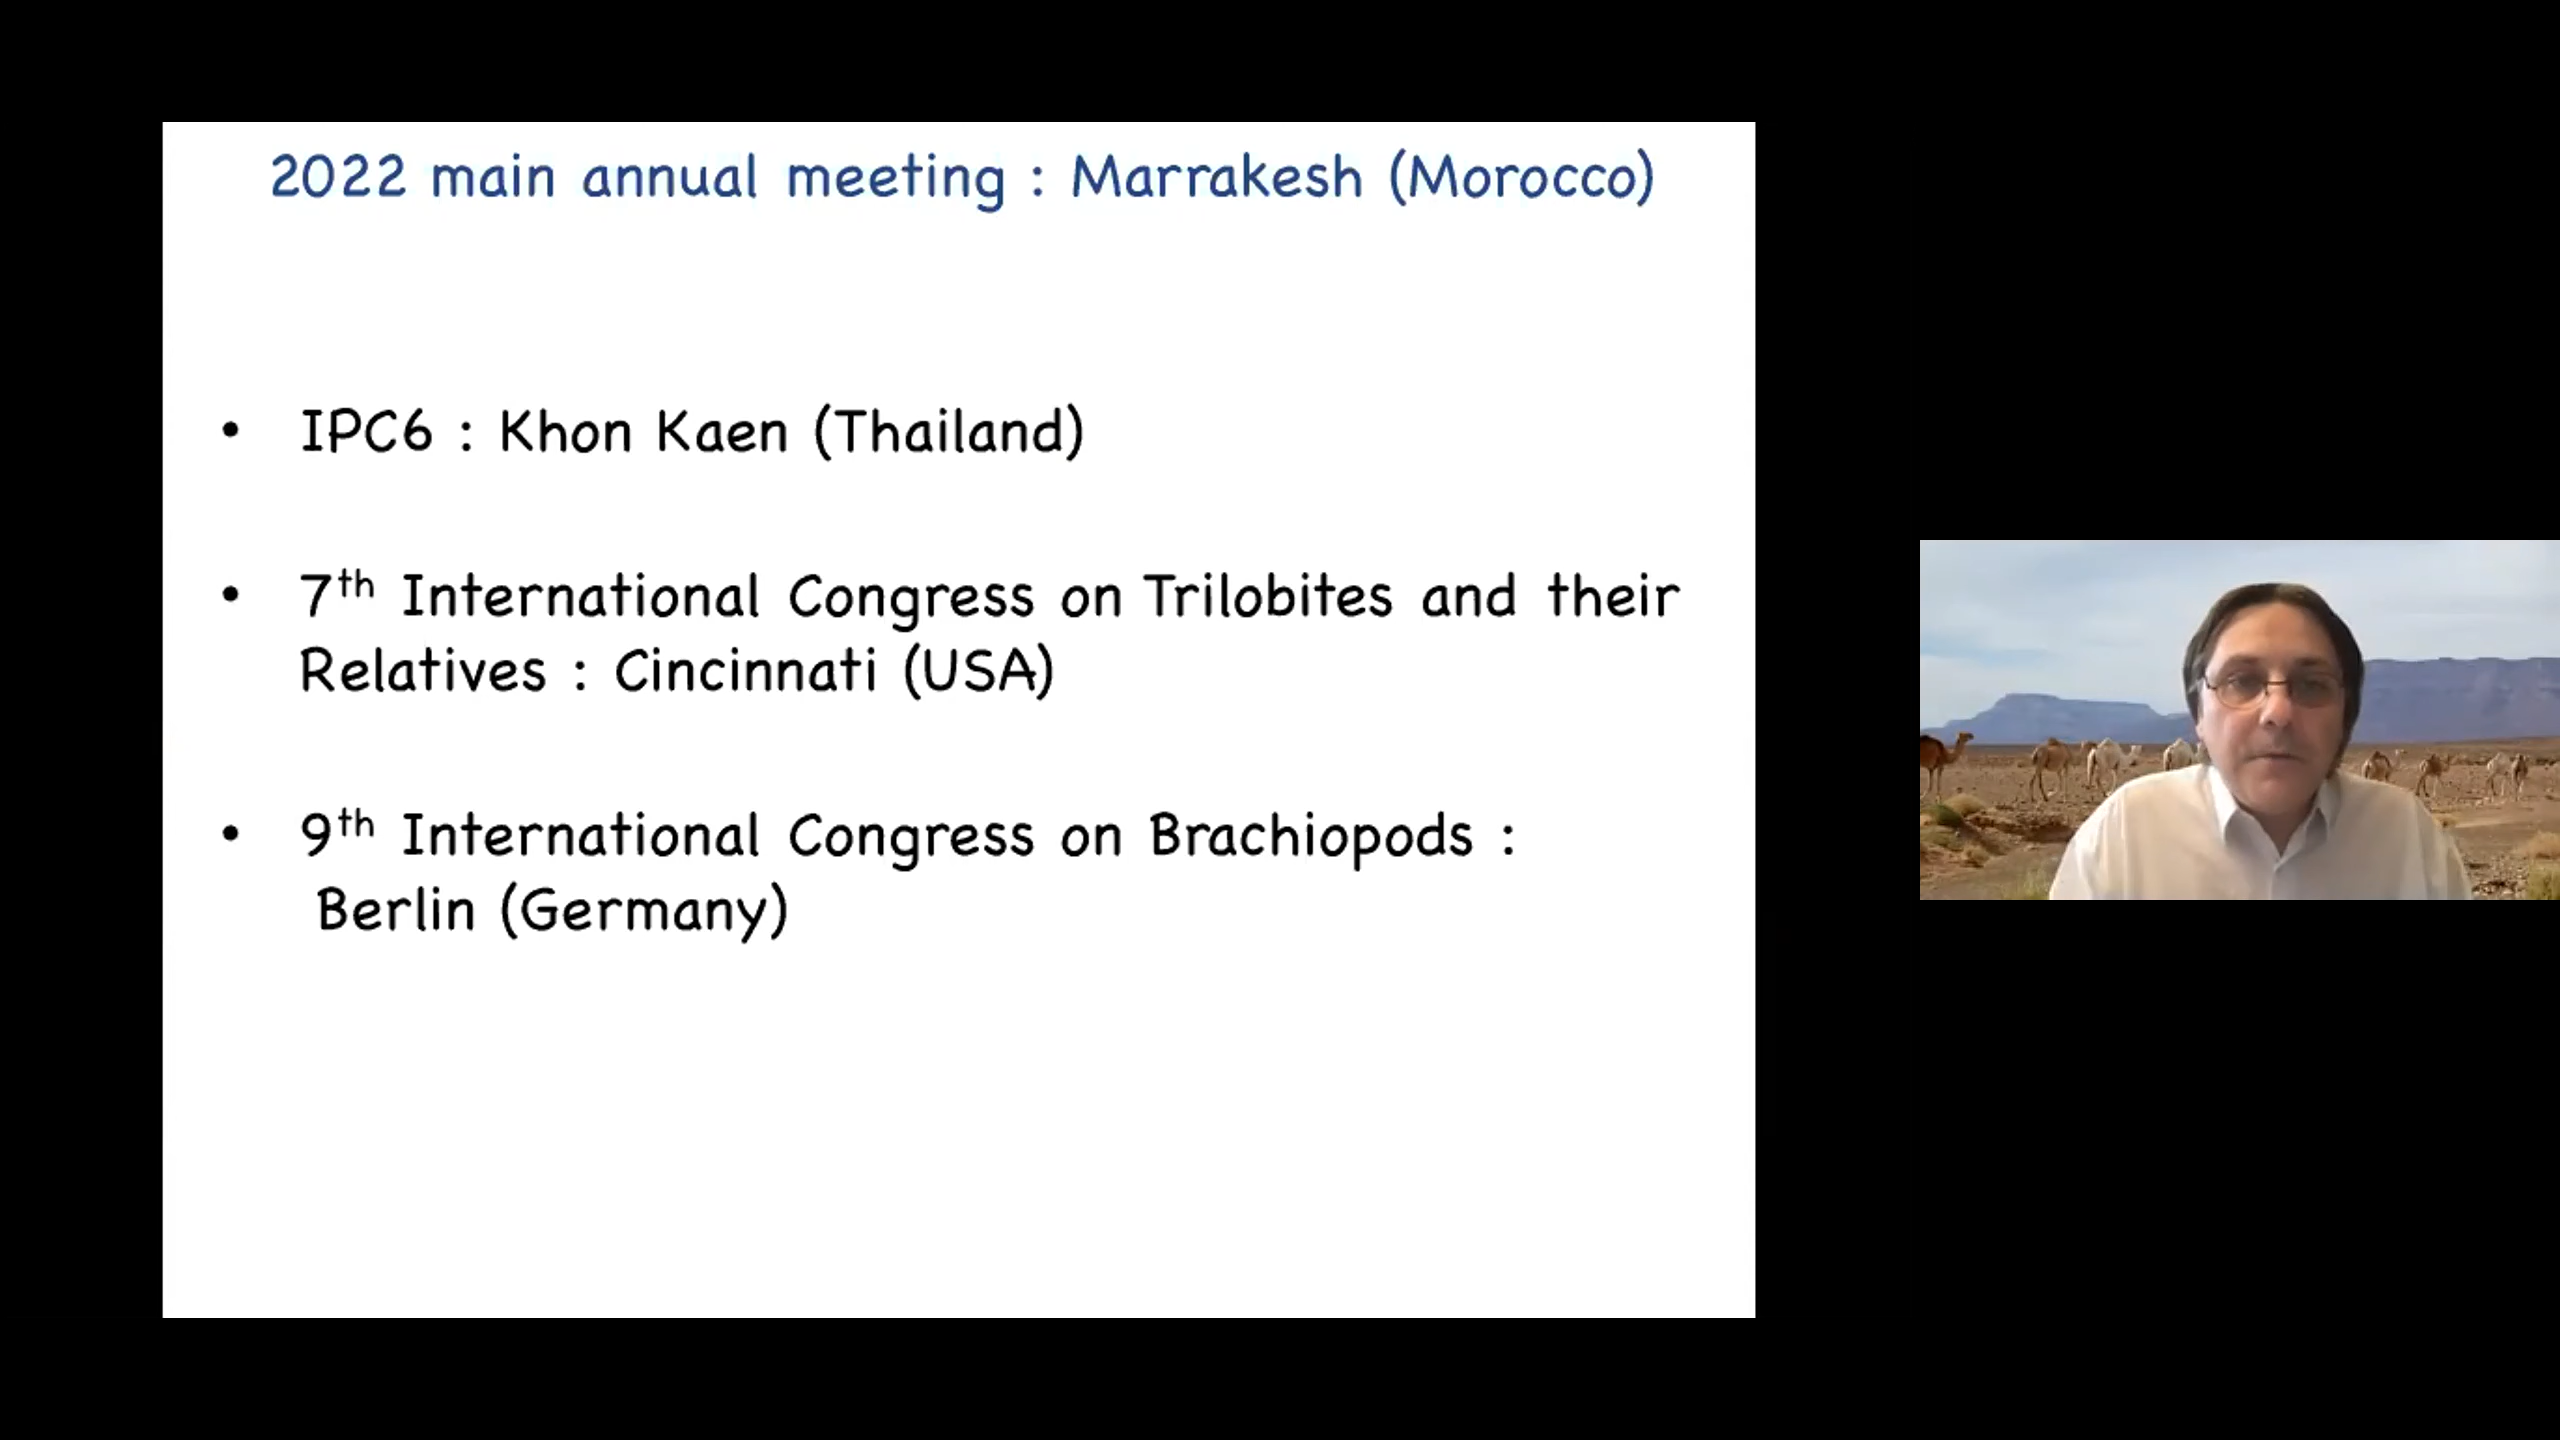 2022 main annual meeting : Marrakesh (Morocco)
• IPC6 : Khon Kaen (Thailand)
• 7th International Congress on Trilobites and their
Relatives : Cincinnati (USA)
• 9th International Congress on Brachiopods :
Berlin (Germany)